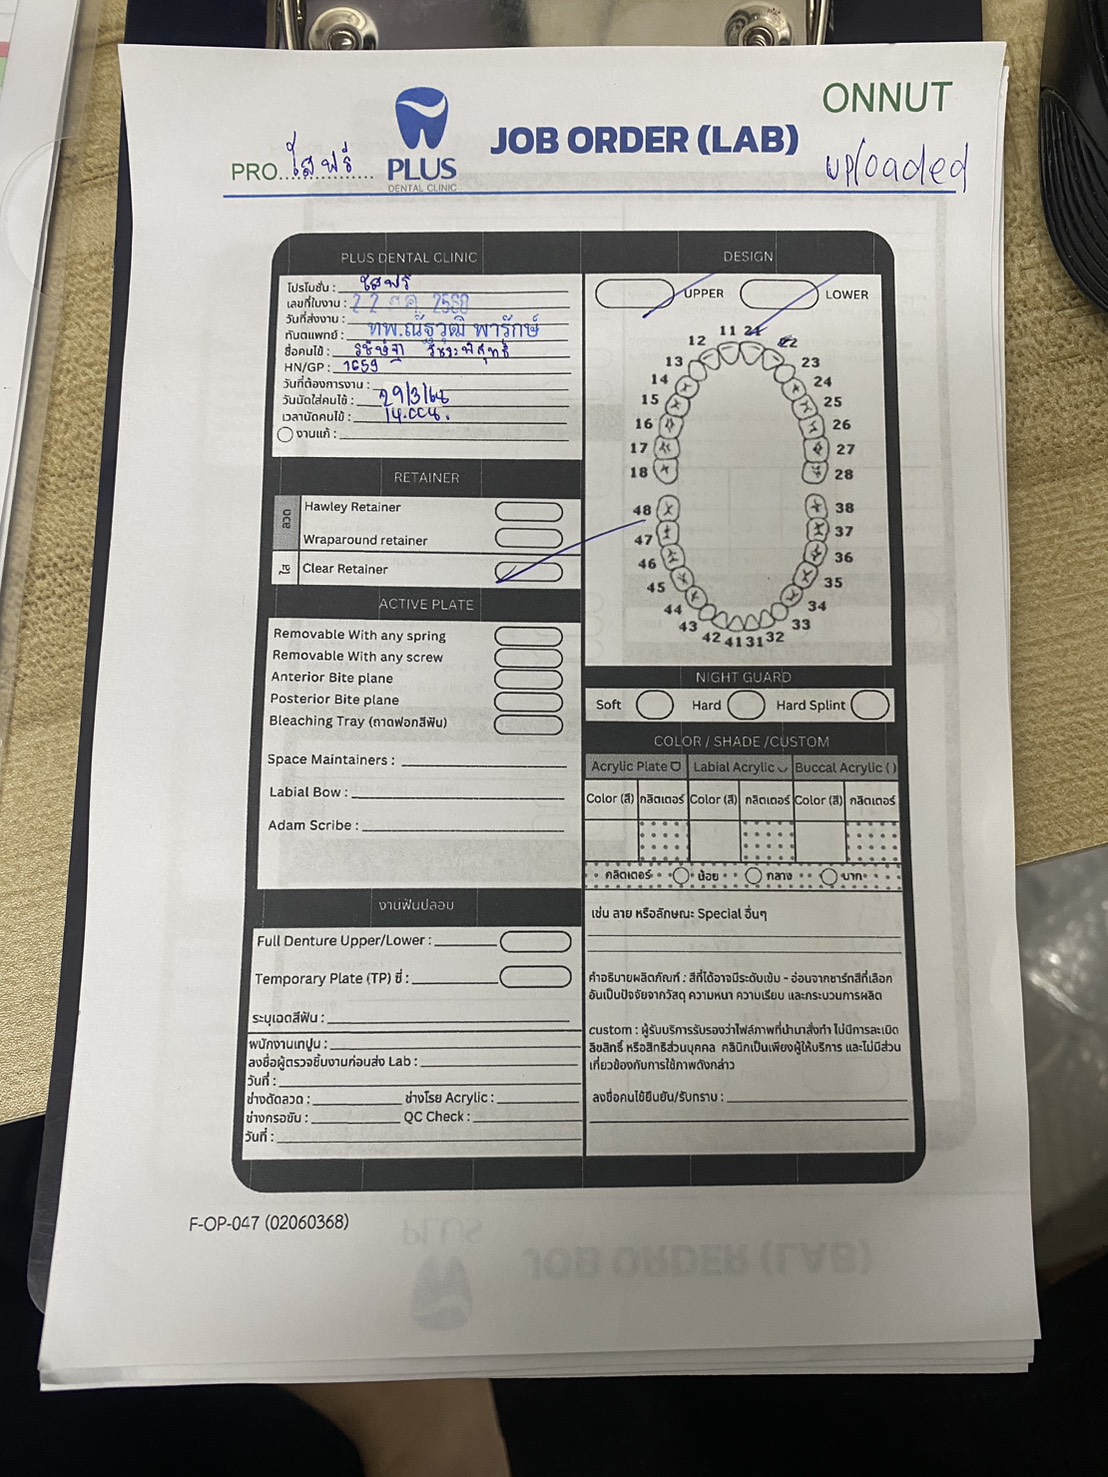 ONNUT
PRO. ใสฟรี
PLUS
DENTAL CLINIC
JOB ORDER (LAB)
uploaded
PLUS DENTAL CLINIC
โปรโมชั่น : ใสฟรี
เลขที่ใบงาน :
22 2560
วันที่ส่งงาน :
ทันตแพทย์ : ทพ.ณัฐวุฒิ พารักษ์
ชื่อคนไข้ :
HN/GP : 1659
วันที่ต้องการงาน :
วันนัดใส่คนไข้ : 29/3/68
เวลานัดคนไข้ :
งานแก้ :
DESIGN
UPPER LOWER
11 21
12 22
13 23
14 24
15 25
16 26
17 27
18 28
48 38
47 37
46 36
45 35
44 34
43 33
42 41 31 32
RETAINER
ลวด
Hawley Retainer
Wraparound retainer
ใส
Clear Retainer
ACTIVE PLATE
Removable With any spring
Removable With any screw
Anterior Bite plane
Posterior Bite plane
Bleaching Tray (ถาดฟอกสีฟัน)
Space Maintainers :
Labial Bow :
Adam Scribe :
NIGHT GUARD
Soft Hard Hard Splint
COLOR / SHADE /CUSTOM
Acrylic Plate Labial Acrylic Buccal Acrylic ( )
Color (สี) กลิตเตอร์ Color (สี) กลิตเตอร์ Color (สี) กลิตเตอร์
กลิตเตอร์ น้อย กลาง มาก
เช่น ลาย หรือลักษณะ Special อื่นๆ
คำอธิบายผลิตภัณฑ์ : สีที่ได้อาจมีระดับเข้ม - อ่อนจากชาร์ทสีที่เลือก
อันเป็นปัจจัยจากวัสดุ ความหนา ความเรียบ และกระบวนการผลิต
custom : ผู้รับบริการรับรองว่าไฟล์ภาพที่นำมาสั่งทำ ไม่มีการละเมิด
ลิขสิทธิ์ หรือสิทธิส่วนบุคคล คลินิกเป็นเพียงผู้ให้บริการ และไม่มีส่วน
เกี่ยวข้องกับการใช้ภาพดังกล่าว
ลงชื่อคนไข้ยืนยัน/รับทราบ :
งานฟันปลอม
Full Denture Upper/Lower :
Temporary Plate (TP) ซี่ :
ระบุเฉดสีฟัน :
พนักงานเทปูน :
ลงชื่อผู้ตรวจชิ้นงานก่อนส่ง Lab :
วันที่ :
ช่างดัดลวด : ช่างโรย Acrylic :
ช่างกรอขัน : QC Check :
วันที่ :
F-OP-047 (02060368)